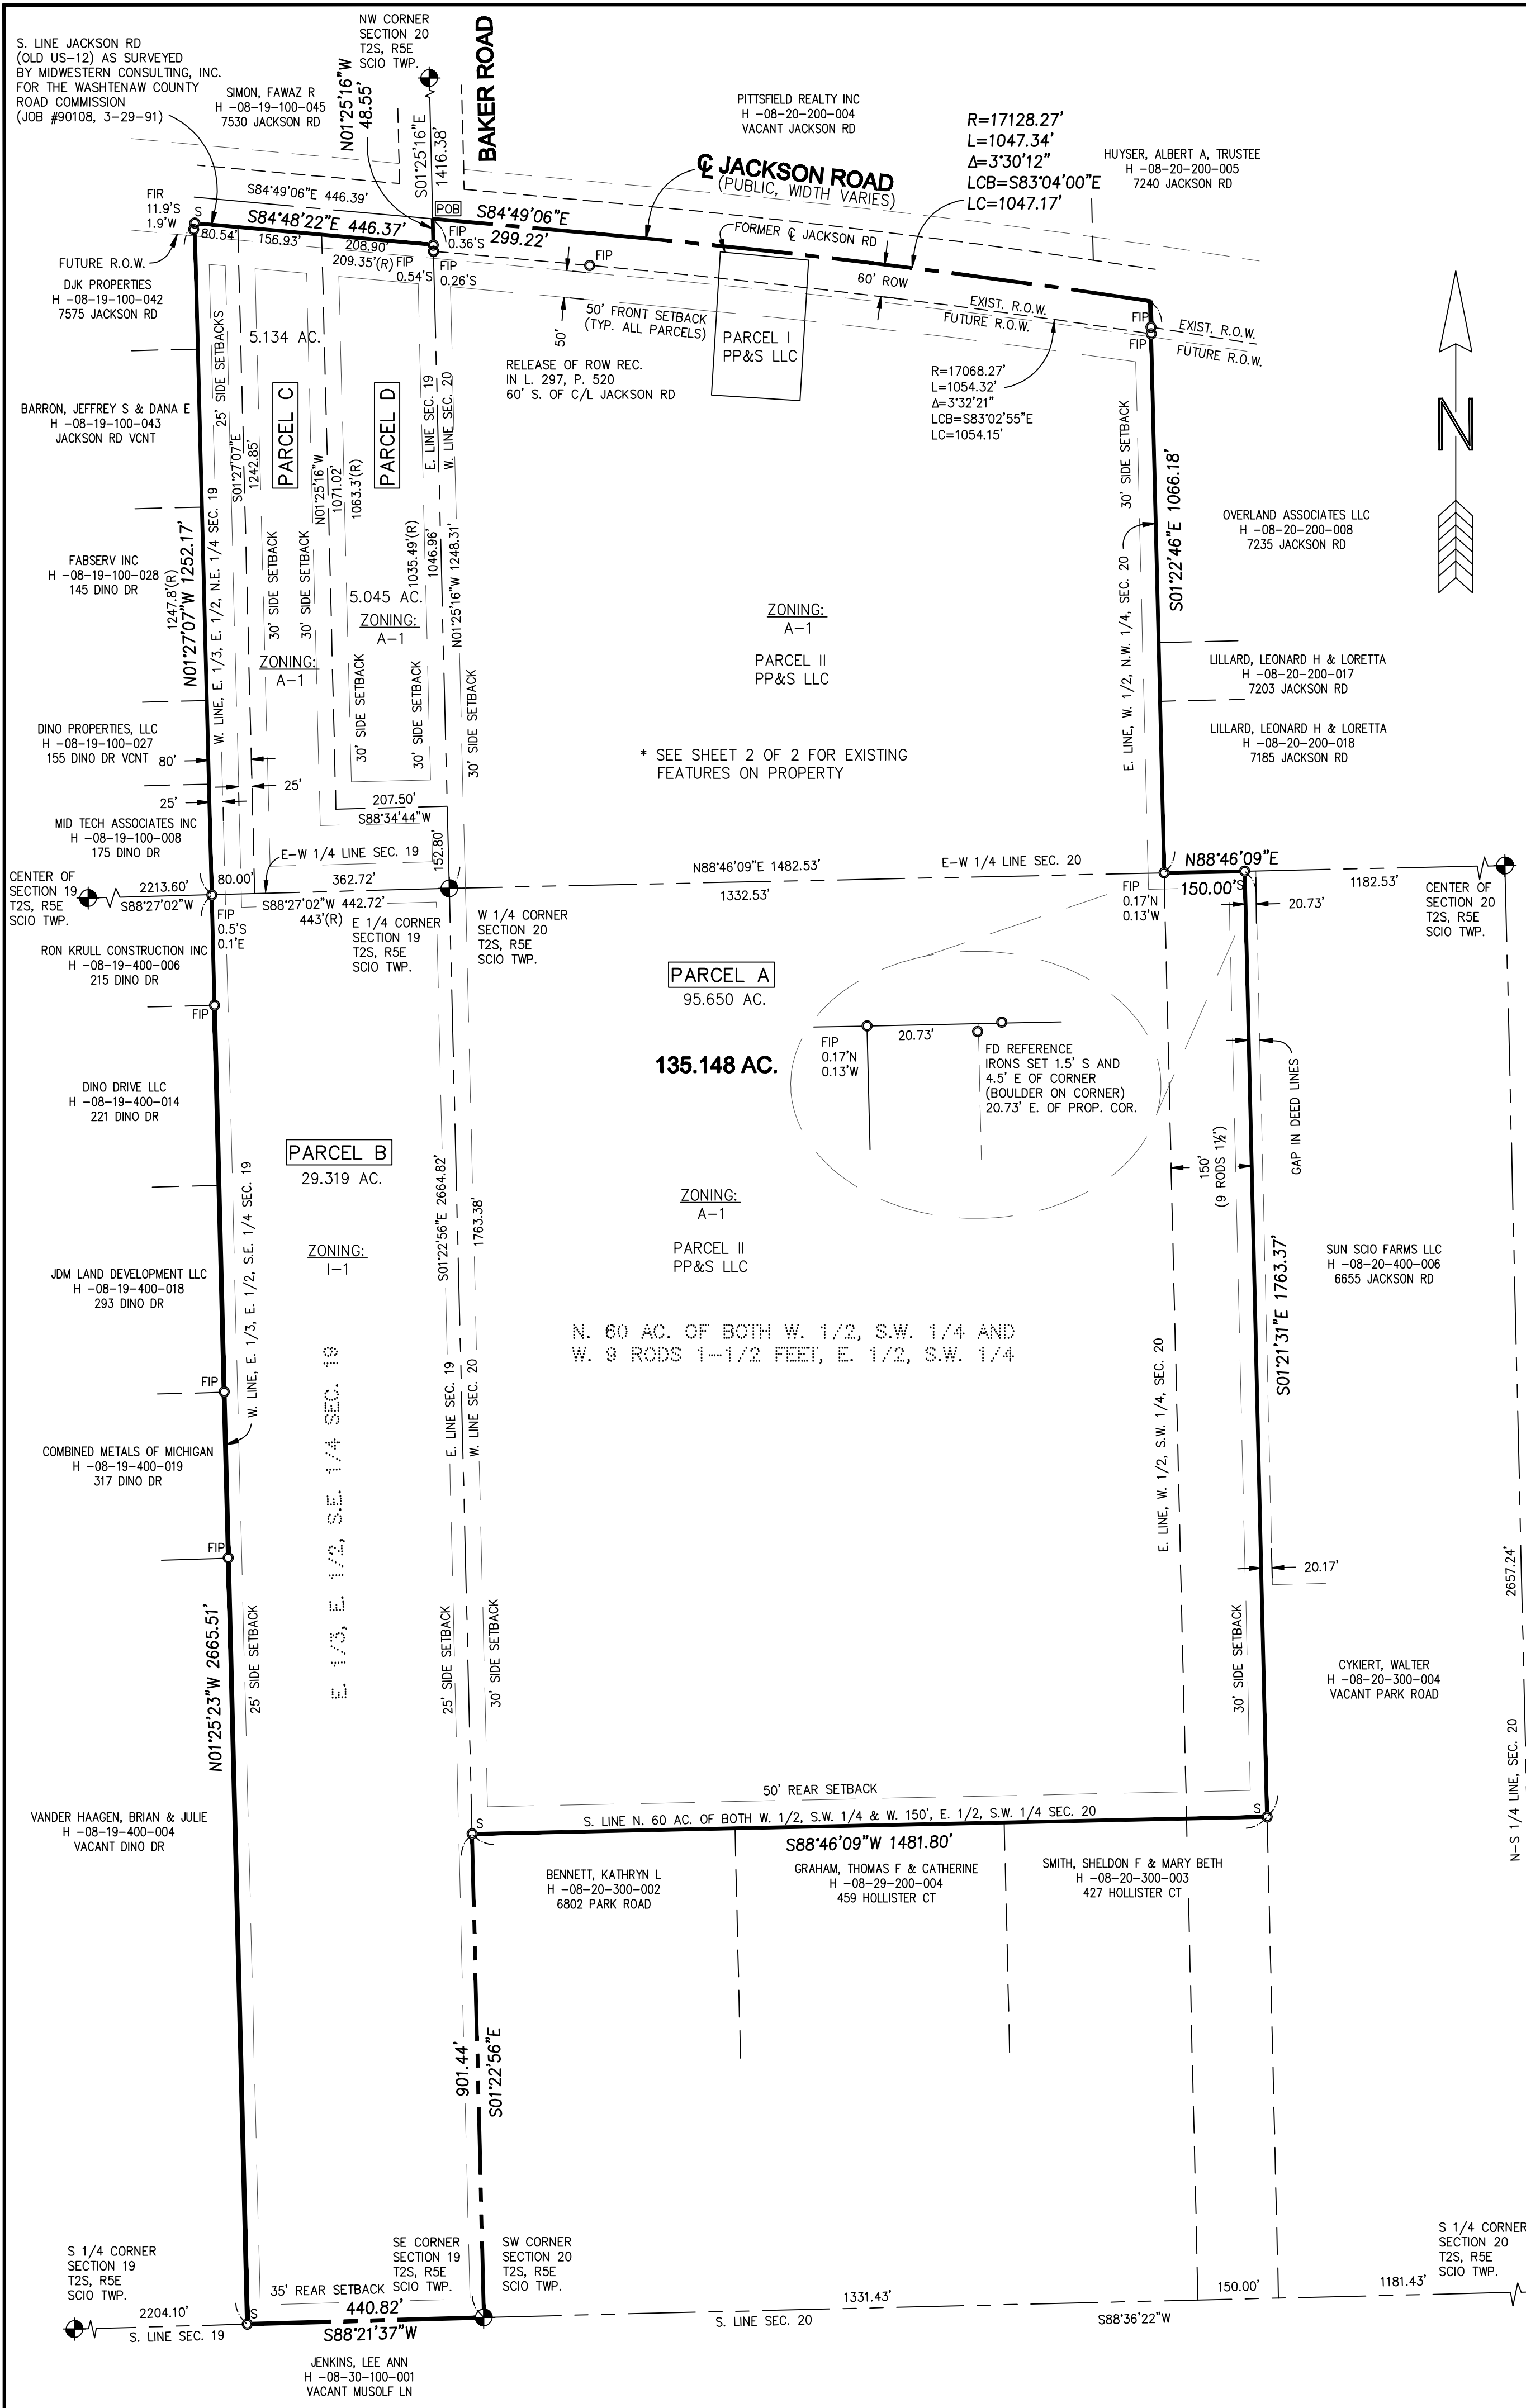 S. LINE JACKSON RD
(OLD US-12) AS SURVEYED
BY MIDWESTERN CONSULTING, INC.
FOR THE WASHTENAW COUNTY
ROAD COMMISSION
(JOB #90108, 3-29-91)
SIMON, FAWAZ R
H -08-19-100-045
7530 JACKSON RD
NW CORNER
SECTION 20
T2S, R5E
SCIO TWP.
N01°25'16"W
48.55'
S01°25'16"E
1416.38'
BAKER ROAD
PITTSFIELD REALTY INC
H -08-20-200-004
VACANT JACKSON RD
℄ JACKSON ROAD
(PUBLIC, WIDTH VARIES)
R=17128.27'
L=1047.34'
Δ=3°30'12"
LCB=S83°04'00"E
LC=1047.17'
HUYSER, ALBERT A, TRUSTEE
H -08-20-200-005
7240 JACKSON RD
FIR
11.9'S
1.9'W
S
S84°49'06"E 446.39'
S84°48'22"E 446.37'
80.54'
156.93'
208.90'
209.35'(R)
POB
S84°49'06"E
299.22'
FIP
0.36'S
FIP
0.54'S
FIP
0.26'S
FIP
FORMER ℄ JACKSON RD
60' ROW
EXIST. R.O.W.
FUTURE R.O.W.
FIP
FIP
EXIST. R.O.W.
FUTURE R.O.W.
FUTURE R.O.W.
DJK PROPERTIES
H -08-19-100-042
7575 JACKSON RD
5.134 AC.
25' SIDE SETBACKS
PARCEL C
PARCEL D
50'
50' FRONT SETBACK
(TYP. ALL PARCELS)
RELEASE OF ROW REC.
IN L. 297, P. 520
60' S. OF C/L JACKSON RD
PARCEL I
PP&S LLC
R=17068.27'
L=1054.32'
Δ=3°32'21"
LCB=S83°02'55"E
LC=1054.15'
N
BARRON, JEFFREY S & DANA E
H -08-19-100-043
JACKSON RD VCNT
S01°27'07"E
1242.85'
N01°25'16"W
1071.02'
1063.3'(R)
E. LINE SEC. 19
W. LINE SEC. 20
30' SIDE SETBACK
S01°22'46"E 1066.18'
OVERLAND ASSOCIATES LLC
H -08-20-200-008
7235 JACKSON RD
FABSERV INC
H -08-19-100-028
145 DINO DR
1247.8'(R)
N01°27'07"W 1252.17'
W. LINE, E. 1/3, E. 1/2, N.E. 1/4 SEC. 19
30' SIDE SETBACK
30' SIDE SETBACK
1035.49'(R)
1046.96'
N01°25'16"W 1248.31'
5.045 AC.
ZONING:
A-1
ZONING:
A-1
ZONING:
A-1
PARCEL II
PP&S LLC
E. LINE, W. 1/2, N.W. 1/4, SEC. 20
LILLARD, LEONARD H & LORETTA
H -08-20-200-017
7203 JACKSON RD
LILLARD, LEONARD H & LORETTA
H -08-20-200-018
7185 JACKSON RD
30' SIDE SETBACK
30' SIDE SETBACK
30' SIDE SETBACK
* SEE SHEET 2 OF 2 FOR EXISTING
FEATURES ON PROPERTY
DINO PROPERTIES, LLC
H -08-19-100-027
155 DINO DR VCNT
80'
25'
25'
207.50'
S88°34'44"W
152.80'
MID TECH ASSOCIATES INC
H -08-19-100-008
175 DINO DR
E-W 1/4 LINE SEC. 19
N88°46'09"E 1482.53'
E-W 1/4 LINE SEC. 20
N88°46'09"E
CENTER OF
SECTION 19
T2S, R5E
SCIO TWP.
2213.60'
S88°27'02"W
80.00'
362.72'
S88°27'02"W 442.72'
443'(R)
1332.53'
FIP
0.17'N
0.13'W
150.00'
S
1182.53'
20.73'
CENTER OF
SECTION 20
T2S, R5E
SCIO TWP.
FIP
0.5'S
0.1'E
E 1/4 CORNER
SECTION 19
T2S, R5E
SCIO TWP.
W 1/4 CORNER
SECTION 20
T2S, R5E
SCIO TWP.
RON KRULL CONSTRUCTION INC
H -08-19-400-006
215 DINO DR
FIP
PARCEL A
95.650 AC.
135.148 AC.
FIP
0.17'N
0.13'W
20.73'
FD REFERENCE
IRONS SET 1.5' S AND
4.5' E OF CORNER
(BOULDER ON CORNER)
20.73' E. OF PROP. COR.
GAP IN DEED LINES
DINO DRIVE LLC
H -08-19-400-014
221 DINO DR
PARCEL B
29.319 AC.
S01°22'56"E 2664.82'
1763.38'
150'
(9 RODS 1½')
ZONING:
A-1
PARCEL II
PP&S LLC
ZONING:
I-1
W. LINE, E. 1/3, E. 1/2, S.E. 1/4 SEC. 19
JDM LAND DEVELOPMENT LLC
H -08-19-400-018
293 DINO DR
S01°21'31"E 1763.37'
SUN SCIO FARMS LLC
H -08-20-400-006
6655 JACKSON RD
N. 60 AC. OF BOTH W. 1/2, S.W. 1/4 AND
W. 9 RODS 1-1/2 FEET, E. 1/2, S.W. 1/4
FIP
E. 1/3, E. 1/2, S.E. 1/4 SEC. 19
E. LINE SEC. 19
W. LINE SEC. 20
E. LINE, W. 1/2, S.W. 1/4, SEC. 20
COMBINED METALS OF MICHIGAN
H -08-19-400-019
317 DINO DR
FIP
20.17'
2657.24'
N01°25'23"W 2665.51'
25' SIDE SETBACK
25' SIDE SETBACK
30' SIDE SETBACK
30' SIDE SETBACK
CYKIERT, WALTER
H -08-20-300-004
VACANT PARK ROAD
N-S 1/4 LINE, SEC. 20
VANDER HAAGEN, BRIAN & JULIE
H -08-19-400-004
VACANT DINO DR
50' REAR SETBACK
S
S. LINE N. 60 AC. OF BOTH W. 1/2, S.W. 1/4 & W. 150', E. 1/2, S.W. 1/4 SEC. 20
S
S88°46'09"W 1481.80'
BENNETT, KATHRYN L
H -08-20-300-002
6802 PARK ROAD
GRAHAM, THOMAS F & CATHERINE
H -08-29-200-004
459 HOLLISTER CT
SMITH, SHELDON F & MARY BETH
H -08-20-300-003
427 HOLLISTER CT
901.44'
S01°22'56"E
S 1/4 CORNER
SECTION 19
T2S, R5E
SCIO TWP.
SE CORNER
SECTION 19
T2S, R5E
SCIO TWP.
SW CORNER
SECTION 20
T2S, R5E
SCIO TWP.
S 1/4 CORNER
SECTION 20
T2S, R5E
SCIO TWP.
35' REAR SETBACK
2204.10'
S. LINE SEC. 19
S
440.82'
S88°21'37"W
1331.43'
S. LINE SEC. 20
150.00'
S88°36'22"W
1181.43'
JENKINS, LEE ANN
H -08-30-100-001
VACANT MUSOLF LN